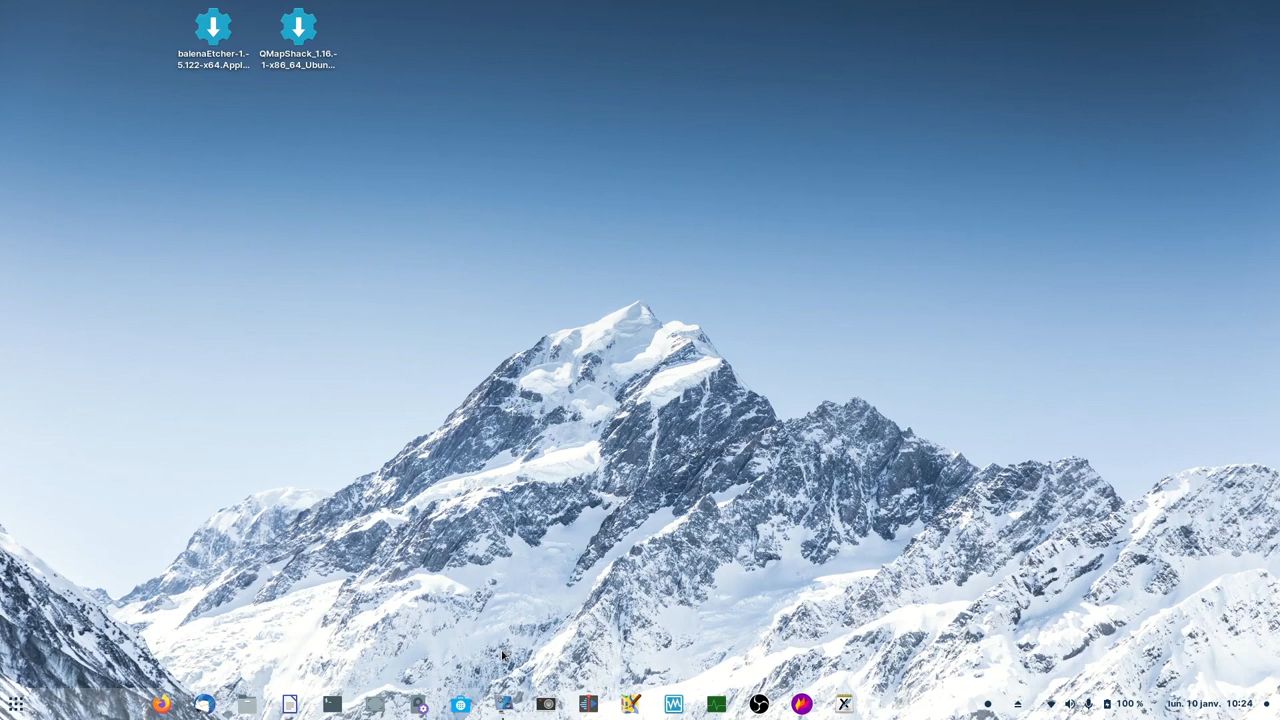 balenaEtcher-1.-
5.122-x64.Appl...
QMapShack_1.16.-
1-x86_64_Ubun...
100 %
lun. 10 janv. 10:24